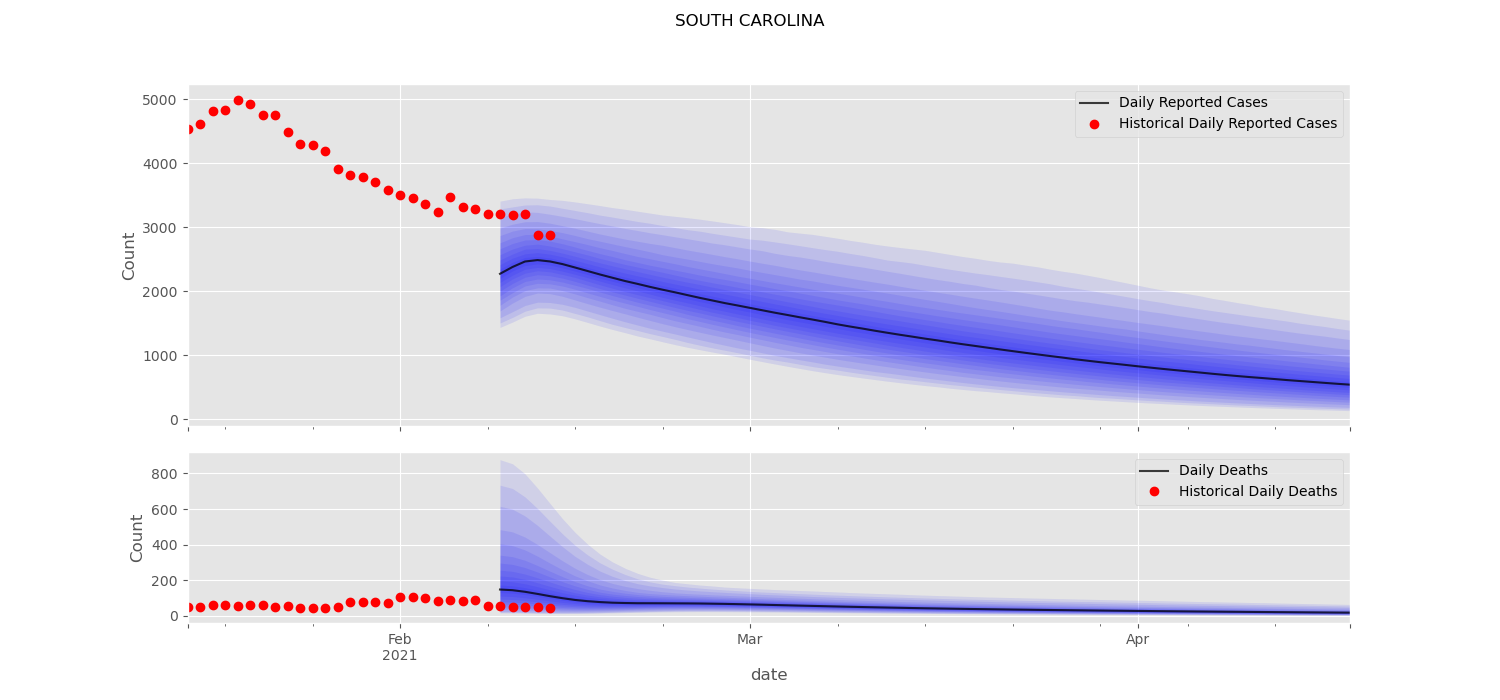 SOUTH CAROLINA
5000
4000
3000
2000
1000
0
Count
Daily Reported Cases
Historical Daily Reported Cases
800
600
400
200
0
Count
Daily Deaths
Historical Daily Deaths
Feb
2021
Mar
Apr
date